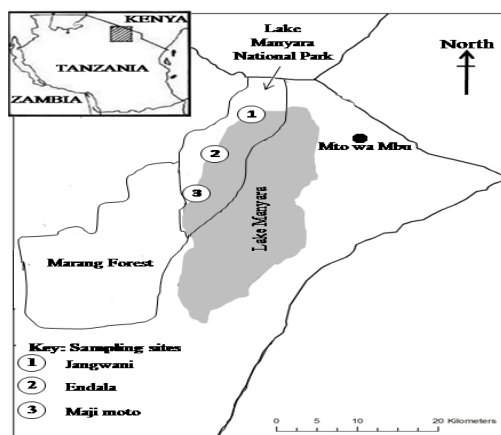 KENYA
TANZANIA
ZAMBIA
Lake
Manyara
National Park
North
1
2
3
Mto wa Mbu
Lake Manyara
Marang Forest
Key: Sampling sites
1 Jangwani
2 Endala
3 Maji moto
0 5 10 20 Kilometers